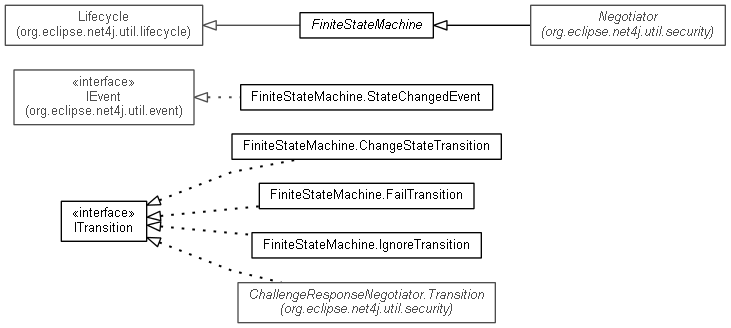 Lifecycle
(org.eclipse.net4j.util.lifecycle)
FiniteStateMachine
Negotiator
(org.eclipse.net4j.util.security)
«interface»
IEvent
(org.eclipse.net4j.util.event)
FiniteStateMachine.StateChangedEvent
FiniteStateMachine.ChangeStateTransition
«interface»
ITransition
FiniteStateMachine.FailTransition
FiniteStateMachine.IgnoreTransition
ChallengeResponseNegotiator.Transition
(org.eclipse.net4j.util.security)